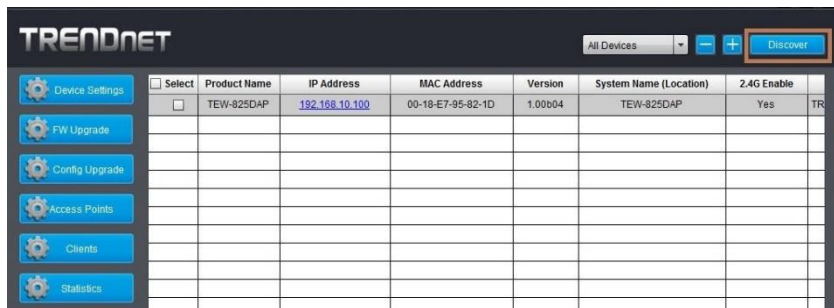 TRENDnET
All Devices
Discover
Device Settings
FW Upgrade
Config Upgrade
Access Points
Clients
Statistics
Select Product Name IP Address MAC Address Version System Name (Location) 2.4G Enable
TEW-825DAP 192.168.10.100 00-18-E7-95-82-1D 1.00b04 TEW-825DAP Yes TR